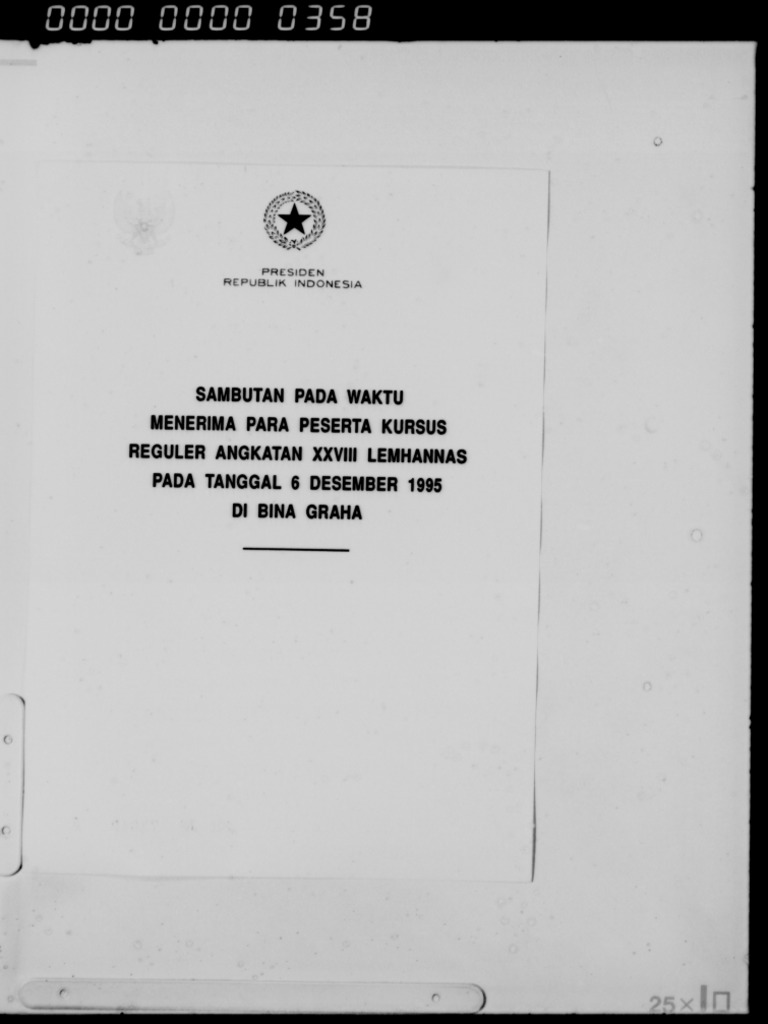 0000 0000 0358
PRESIDEN
REPUBLIK INDONESIA
SAMBUTAN PADA WAKTU
MENERIMA PARA PESERTA KURSUS
REGULER ANGKATAN XXVIII LEMHANNAS
PADA TANGGAL 6 DESEMBER 1995
DI BINA GRAHA
25×